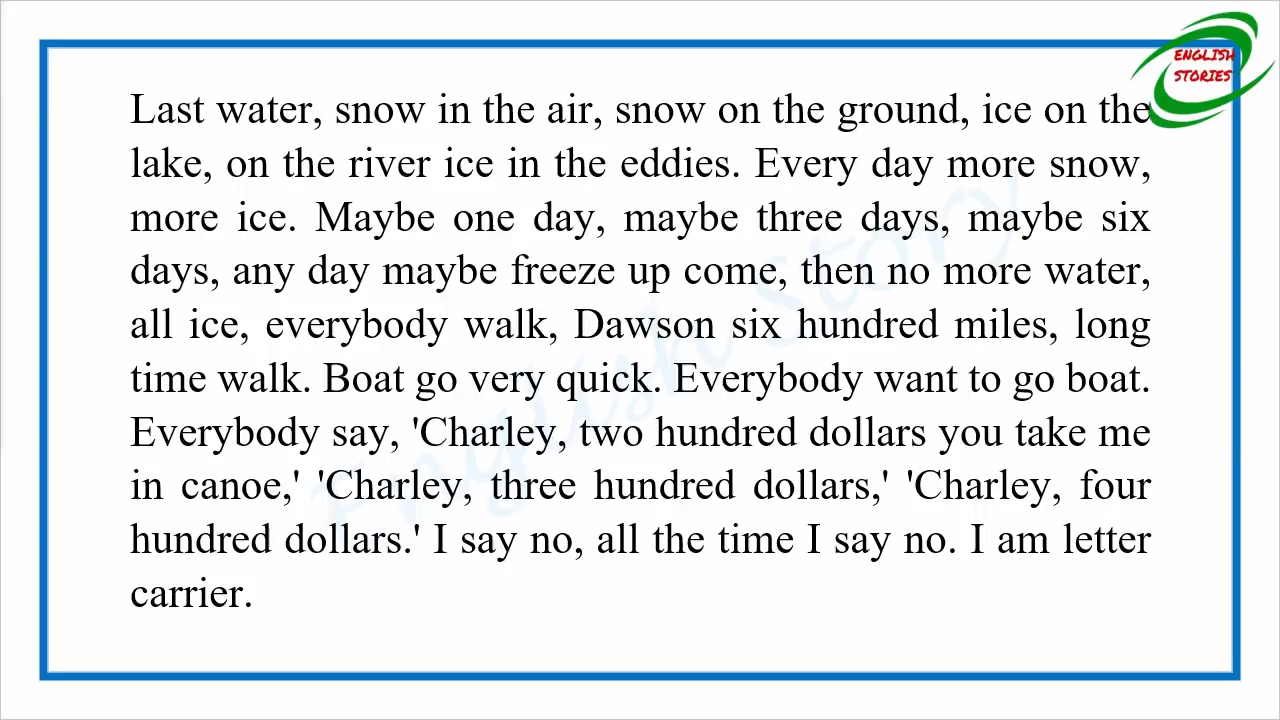 ENGLISH
STORIES
Last water, snow in the air, snow on the ground, ice on the
lake, on the river ice in the eddies. Every day more snow,
more ice. Maybe one day, maybe three days, maybe six
days, any day maybe freeze up come, then no more water,
all ice, everybody walk, Dawson six hundred miles, long
time walk. Boat go very quick. Everybody want to go boat.
Everybody say, 'Charley, two hundred dollars you take me
in canoe,' 'Charley, three hundred dollars,' 'Charley, four
hundred dollars.' I say no, all the time I say no. I am letter
carrier.
English Story